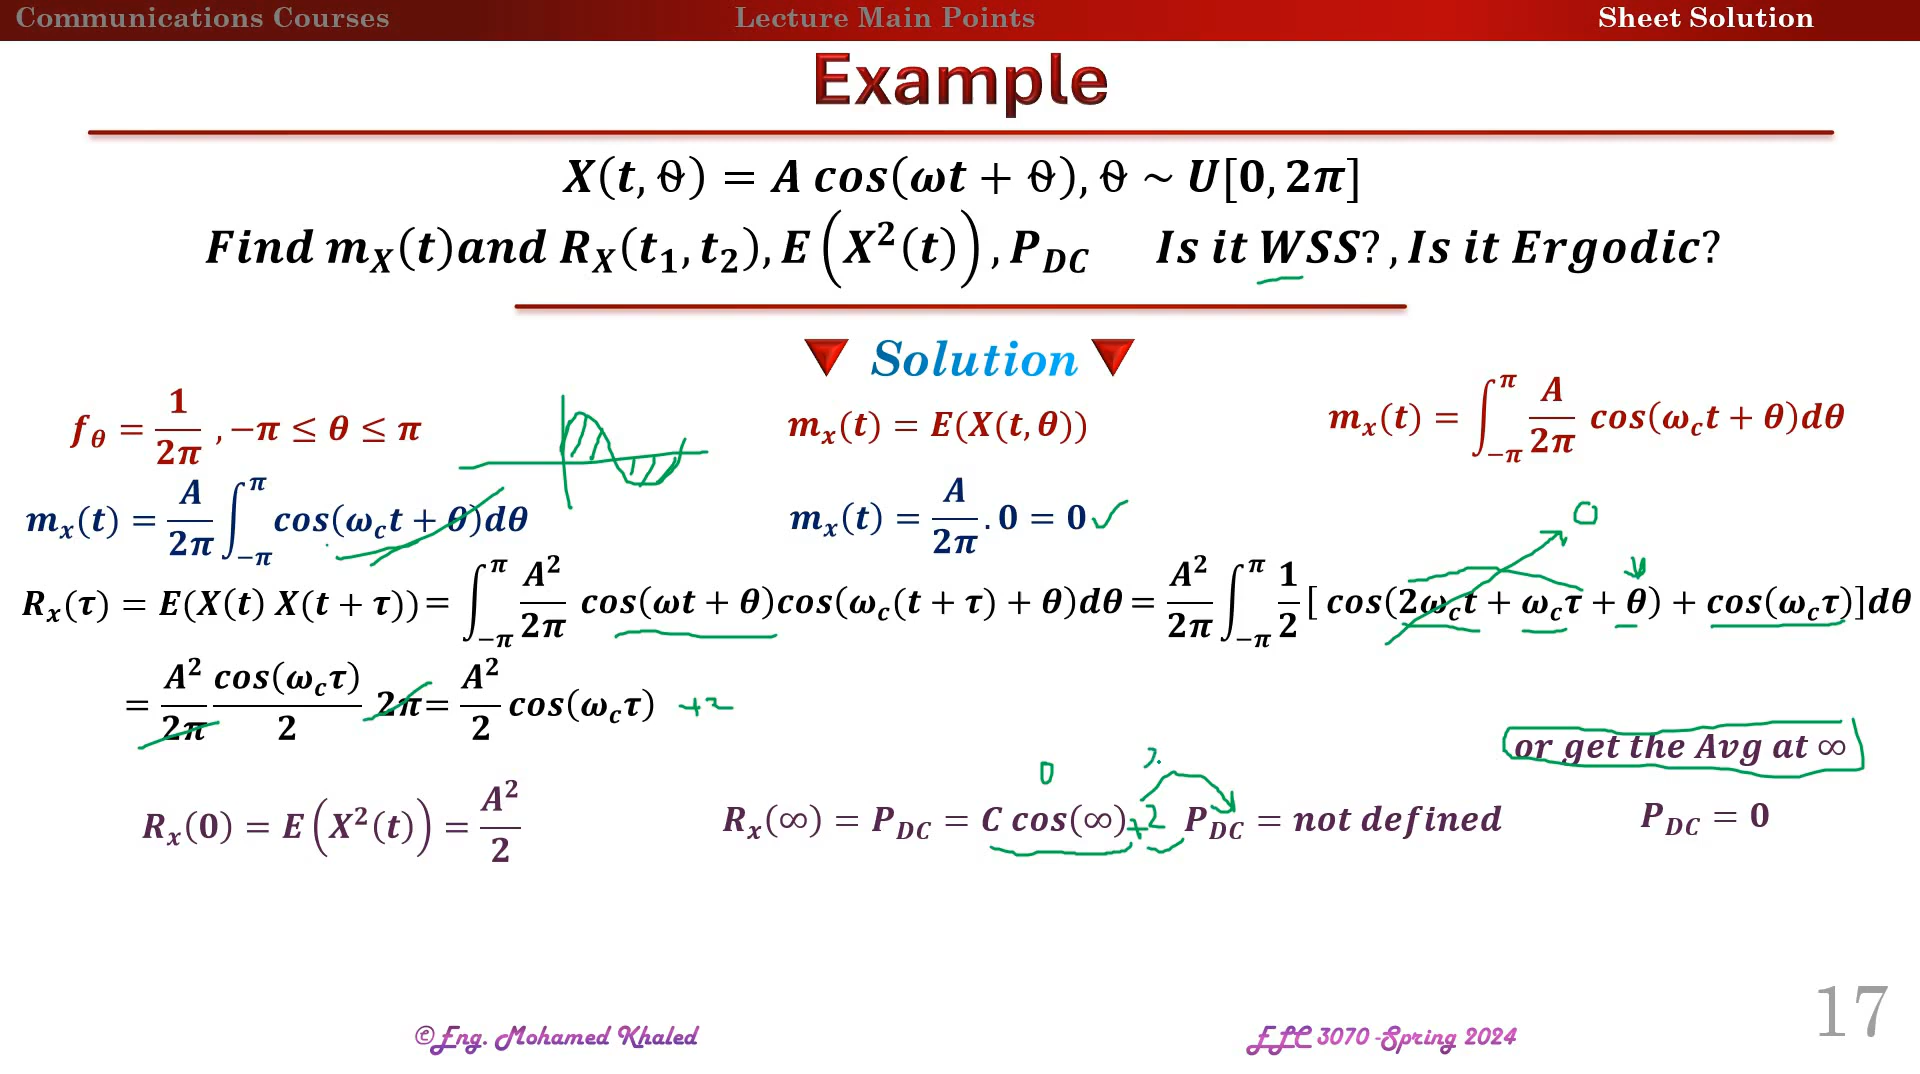 Communications Courses Lecture Main Points Sheet Solution
Example
X(t, θ) = A cos(ωt + θ), θ ~ U[0, 2π]
Find m_X(t)and R_X(t_1, t_2), E(X^2(t)), P_DC Is it WSS? , Is it Ergodic?
Solution
f_θ = 1/2π , −π ≤ θ ≤ π m_x(t) = E(X(t, θ)) m_x(t) = ∫_{−π}^{π} A/2π cos(ω_c t + θ)dθ
m_x(t) = A/2π ∫_{−π}^{π} cos(ω_c t + θ)dθ m_x(t) = A/2π . 0 = 0 ✓ 0
R_x(τ) = E(X(t) X(t + τ)) = ∫_{−π}^{π} A^2/2π cos(ωt + θ)cos(ω_c(t + τ) + θ)dθ = A^2/2π ∫_{−π}^{π} 1/2 [ cos(2ω_c t + ω_c τ + θ) + cos(ω_c τ)]dθ
= A^2/2π cos(ω_c τ)/2 2π = A^2/2 cos(ω_c τ) +2
or get the Avg at ∞
0
R_x(0) = E(X^2(t)) = A^2/2 R_x(∞) = P_DC = C cos(∞) +2 P_DC = not defined P_DC = 0
©Eng. Mohamed Khaled ELC 3070 -Spring 2024 17